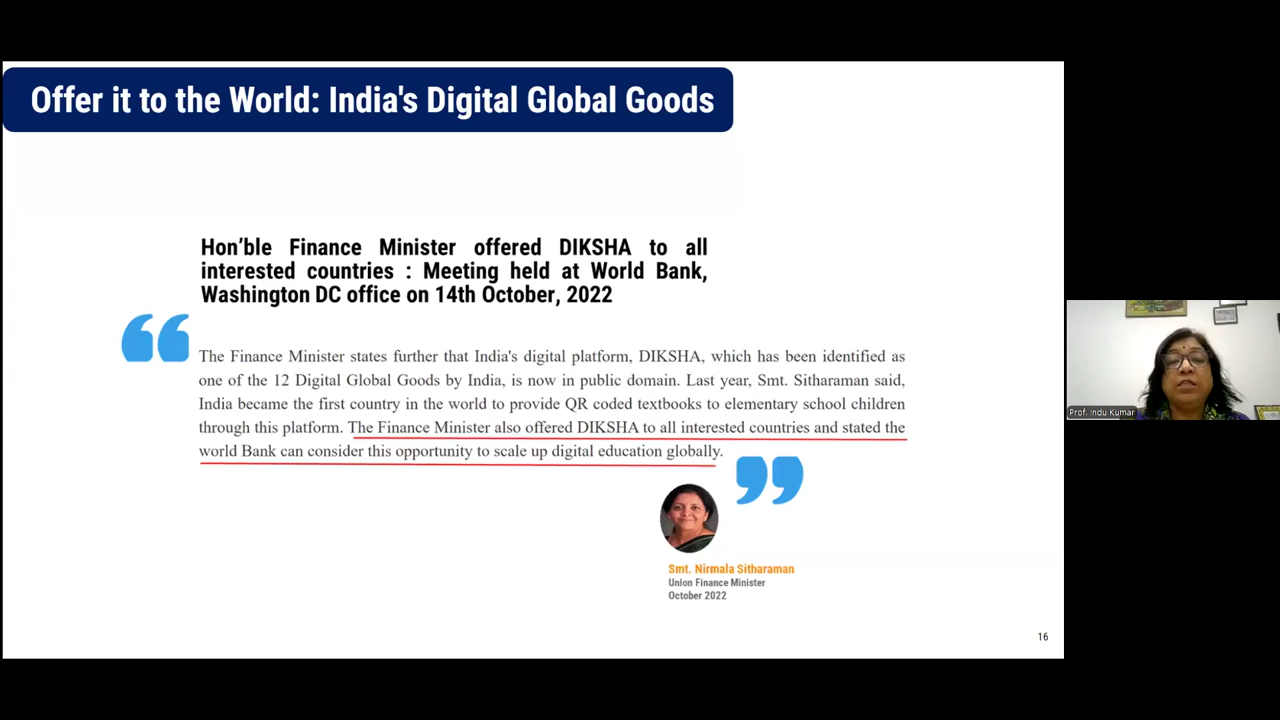 Offer it to the World: India's Digital Global Goods
Hon’ble Finance Minister offered DIKSHA to all
interested countries : Meeting held at World Bank,
Washington DC office on 14th October, 2022
The Finance Minister states further that India's digital platform, DIKSHA, which has been identified as
one of the 12 Digital Global Goods by India, is now in public domain. Last year, Smt. Sitharaman said,
India became the first country in the world to provide QR coded textbooks to elementary school children
through this platform. The Finance Minister also offered DIKSHA to all interested countries and stated the
world Bank can consider this opportunity to scale up digital education globally.
Smt. Nirmala Sitharaman
Union Finance Minister
October 2022
16
Prof. Indu Kumar